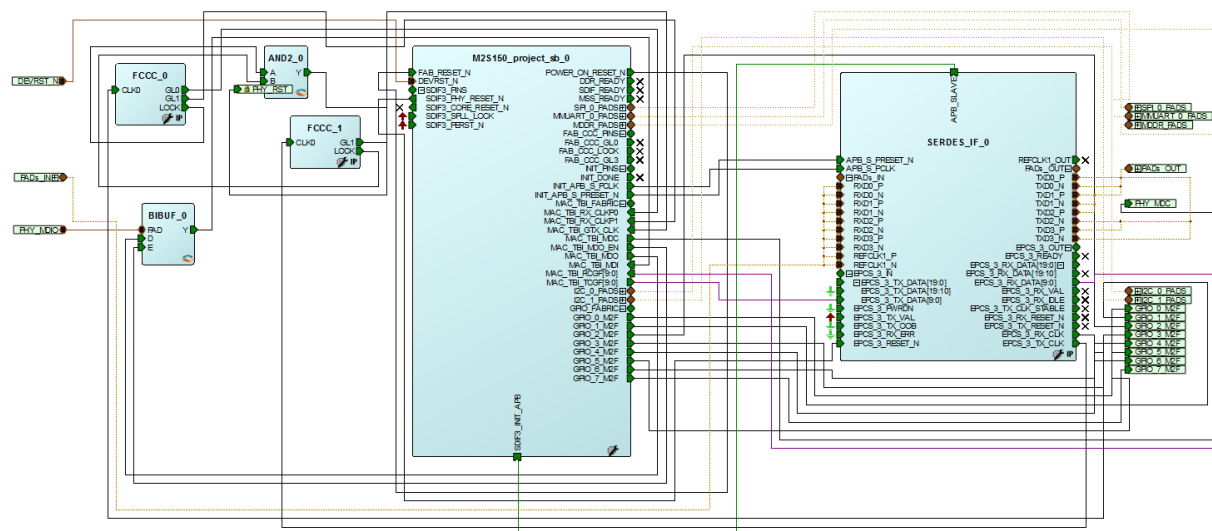 DEVRST_N
PADs_IN
PHY_MDIO
FCCC_0
CLK0
GL0
GL1
LOCK
IP
AND2_0
A
B
Y
PHY_RST
FCCC_1
CLK0
GL1
LOCK
IP
BIBUF_0
PAD
D
E
Y
M2S150_project_sb_0
FAB_RESET_N
DEVRST_N
SDIF3_PINS
SDIF3_PHY_RESET_N
SDIF3_CORE_RESET_N
SDIF3_SPLL_LOCK
SDIF3_PERST_N
POWER_ON_RESET_N
DDR_READY
SDIF_READY
MSS_READY
SPI_0_PADS
MMUART_0_PADS
MDDR_PADS
FAB_CCC_PINS
FAB_CCC_GL0
FAB_CCC_LOCK
FAB_CCC_GL3
INIT_PINS
INIT_DONE
INIT_APB_S_PCLK
INIT_APB_S_PRESET_N
MAC_TBI_FABRIC
MAC_TBI_RX_CLKP0
MAC_TBI_RX_CLKP1
MAC_TBI_GTX_CLK
MAC_TBI_MDC
MAC_TBI_MDO_EN
MAC_TBI_MDO
MAC_TBI_MDI
MAC_TBI_RCGF[9:0]
MAC_TBI_TCGF[9:0]
I2C_0_PADS
I2C_1_PADS
GPIO_FABRIC
GPIO_0_M2F
GPIO_1_M2F
GPIO_2_M2F
GPIO_3_M2F
GPIO_4_M2F
GPIO_5_M2F
GPIO_6_M2F
GPIO_7_M2F
SDIF3_INIT_APB
APB_SLAVE
SERDES_IF_0
APB_S_PRESET_N
APB_S_PCLK
PADs_IN
RXD0_P
RXD0_N
RXD1_P
RXD1_N
RXD2_P
RXD2_N
RXD3_P
RXD3_N
REFCLK1_P
REFCLK1_N
EPCS_3_IN
EPCS_3_TX_DATA[19:0]
EPCS_3_TX_DATA[19:10]
EPCS_3_TX_DATA[9:0]
EPCS_3_PWRDN
EPCS_3_TX_VAL
EPCS_3_TX_OOB
EPCS_3_RX_ERR
EPCS_3_RESET_N
REFCLK1_OUT
PADs_OUT
TXD0_P
TXD0_N
TXD1_P
TXD1_N
TXD2_P
TXD2_N
TXD3_P
TXD3_N
EPCS_3_OUT
EPCS_3_READY
EPCS_3_RX_DATA[19:0]
EPCS_3_RX_DATA[19:10]
EPCS_3_RX_DATA[9:0]
EPCS_3_RX_VAL
EPCS_3_RX_IDLE
EPCS_3_TX_CLK_STABLE
EPCS_3_RX_RESET_N
EPCS_3_TX_RESET_N
EPCS_3_RX_CLK
EPCS_3_TX_CLK
IP
SPI_0_PADS
MMUART_0_PADS
MDDR_PADS
PADs_OUT
PHY_MDC
I2C_0_PADS
I2C_1_PADS
GPIO_0_M2F
GPIO_1_M2F
GPIO_2_M2F
GPIO_3_M2F
GPIO_4_M2F
GPIO_5_M2F
GPIO_6_M2F
GPIO_7_M2F